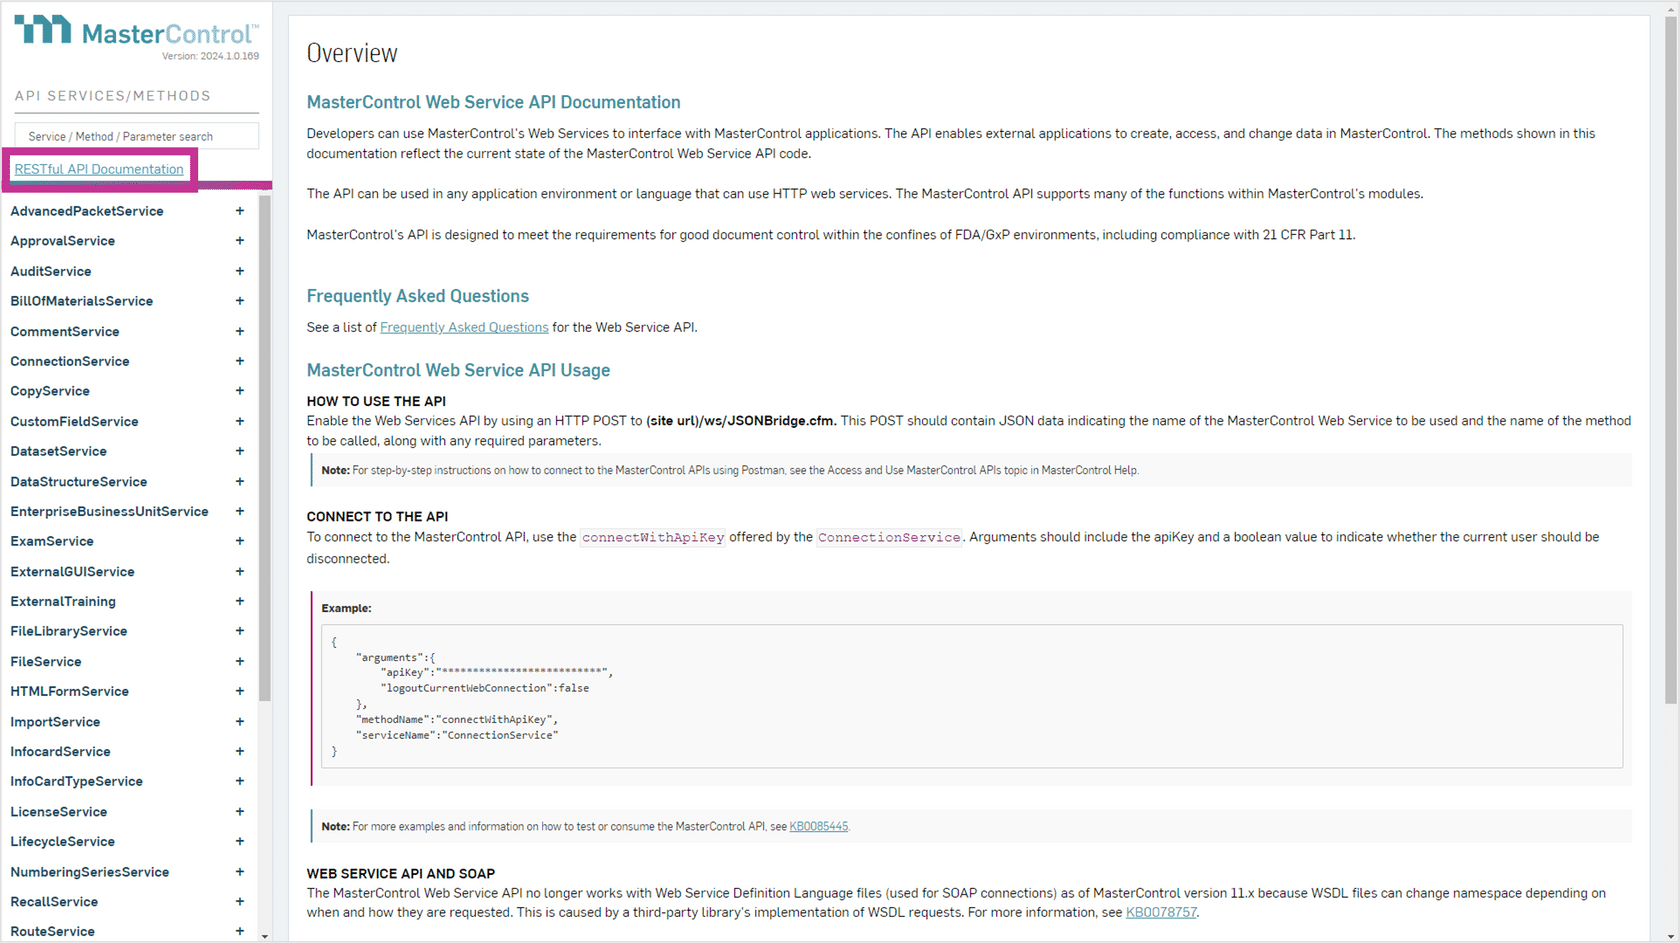 MasterControl™
Version: 2024.1.0.169
API SERVICES/METHODS
Service / Method / Parameter search
RESTful API Documentation
AdvancedPacketService +
ApprovalService +
AuditService +
BillOfMaterialsService +
CommentService +
ConnectionService +
CopyService +
CustomFieldService +
DatasetService +
DataStructureService +
EnterpriseBusinessUnitService +
ExamService +
ExternalGUIService +
ExternalTraining +
FileLibraryService +
FileService +
HTMLFormService +
ImportService +
InfocardService +
InfoCardTypeService +
LicenseService +
LifecycleService +
NumberingSeriesService +
RecallService +
RouteService +
Overview
MasterControl Web Service API Documentation
Developers can use MasterControl's Web Services to interface with MasterControl applications. The API enables external applications to create, access, and change data in MasterControl. The methods shown in this
documentation reflect the current state of the MasterControl Web Service API code.
The API can be used in any application environment or language that can use HTTP web services. The MasterControl API supports many of the functions within MasterControl's modules.
MasterControl's API is designed to meet the requirements for good document control within the confines of FDA/GxP environments, including compliance with 21 CFR Part 11.
Frequently Asked Questions
See a list of Frequently Asked Questions for the Web Service API.
MasterControl Web Service API Usage
HOW TO USE THE API
Enable the Web Services API by using an HTTP POST to (site url)/ws/JSONBridge.cfm. This POST should contain JSON data indicating the name of the MasterControl Web Service to be used and the name of the method
to be called, along with any required parameters.
Note: For step-by-step instructions on how to connect to the MasterControl APIs using Postman, see the Access and Use MasterControl APIs topic in MasterControl Help.
CONNECT TO THE API
To connect to the MasterControl API, use the connectWithApiKey offered by the ConnectionService. Arguments should include the apiKey and a boolean value to indicate whether the current user should be
disconnected.
Example:
{
"arguments":{
"apiKey":"**************************",
"logoutCurrentWebConnection":false
},
"methodName":"connectWithApiKey",
"serviceName":"ConnectionService"
}
Note: For more examples and information on how to test or consume the MasterControl API, see KB0085445.
WEB SERVICE API AND SOAP
The MasterControl Web Service API no longer works with Web Service Definition Language files (used for SOAP connections) as of MasterControl version 11.x because WSDL files can change namespace depending on
when and how they are requested. This is caused by a third-party library's implementation of WSDL requests. For more information, see KB0078757.